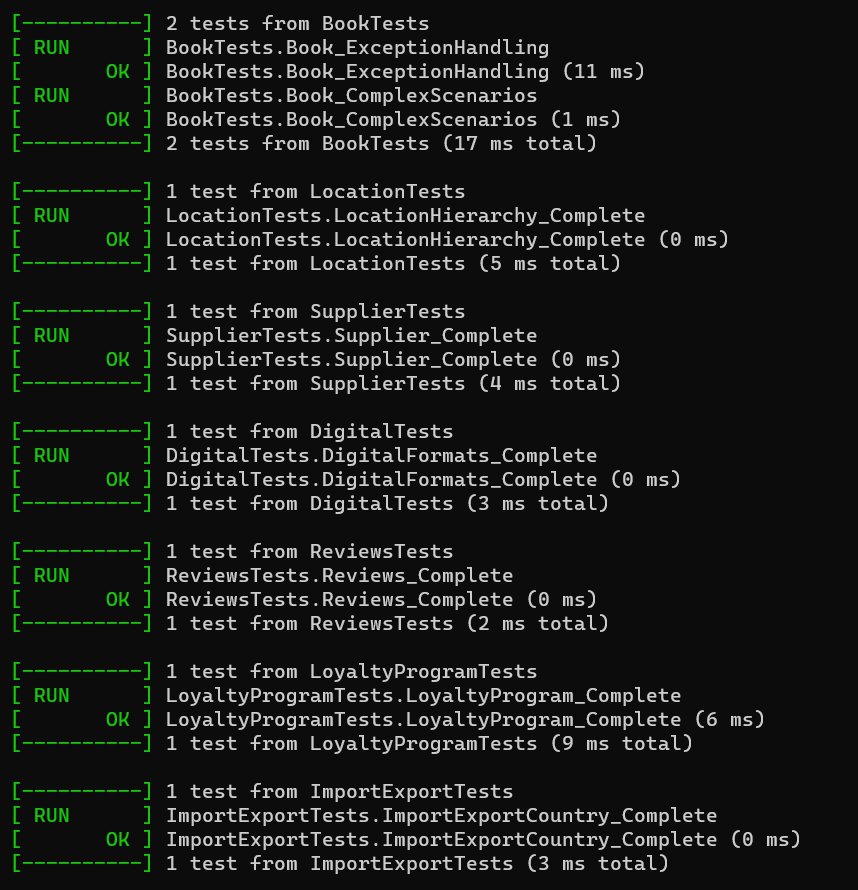 [----------] 2 tests from BookTests
[ RUN      ] BookTests.Book_ExceptionHandling
[       OK ] BookTests.Book_ExceptionHandling (11 ms)
[ RUN      ] BookTests.Book_ComplexScenarios
[       OK ] BookTests.Book_ComplexScenarios (1 ms)
[----------] 2 tests from BookTests (17 ms total)

[----------] 1 test from LocationTests
[ RUN      ] LocationTests.LocationHierarchy_Complete
[       OK ] LocationTests.LocationHierarchy_Complete (0 ms)
[----------] 1 test from LocationTests (5 ms total)

[----------] 1 test from SupplierTests
[ RUN      ] SupplierTests.Supplier_Complete
[       OK ] SupplierTests.Supplier_Complete (0 ms)
[----------] 1 test from SupplierTests (4 ms total)

[----------] 1 test from DigitalTests
[ RUN      ] DigitalTests.DigitalFormats_Complete
[       OK ] DigitalTests.DigitalFormats_Complete (0 ms)
[----------] 1 test from DigitalTests (3 ms total)

[----------] 1 test from ReviewsTests
[ RUN      ] ReviewsTests.Reviews_Complete
[       OK ] ReviewsTests.Reviews_Complete (0 ms)
[----------] 1 test from ReviewsTests (2 ms total)

[----------] 1 test from LoyaltyProgramTests
[ RUN      ] LoyaltyProgramTests.LoyaltyProgram_Complete
[       OK ] LoyaltyProgramTests.LoyaltyProgram_Complete (6 ms)
[----------] 1 test from LoyaltyProgramTests (9 ms total)

[----------] 1 test from ImportExportTests
[ RUN      ] ImportExportTests.ImportExportCountry_Complete
[       OK ] ImportExportTests.ImportExportCountry_Complete (0 ms)
[----------] 1 test from ImportExportTests (3 ms total)